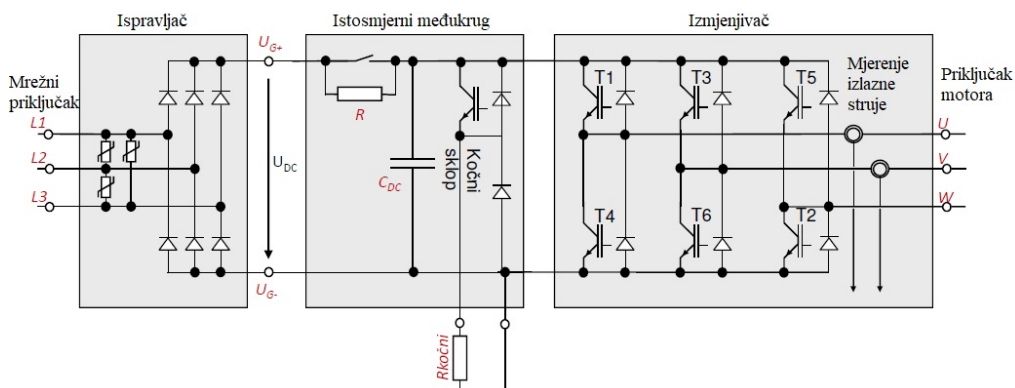 Ispravljač
Istosmjerni međukrug
Izmjenjivač
Mrežni
priključak
L1
L2
L3
UG+
UDC
UG-
R
CDC
Kočni
sklop
Rkočni
T1
T3
T5
T4
T6
T2
Mjerenje
izlazne
struje
Priključak
motora
U
V
W